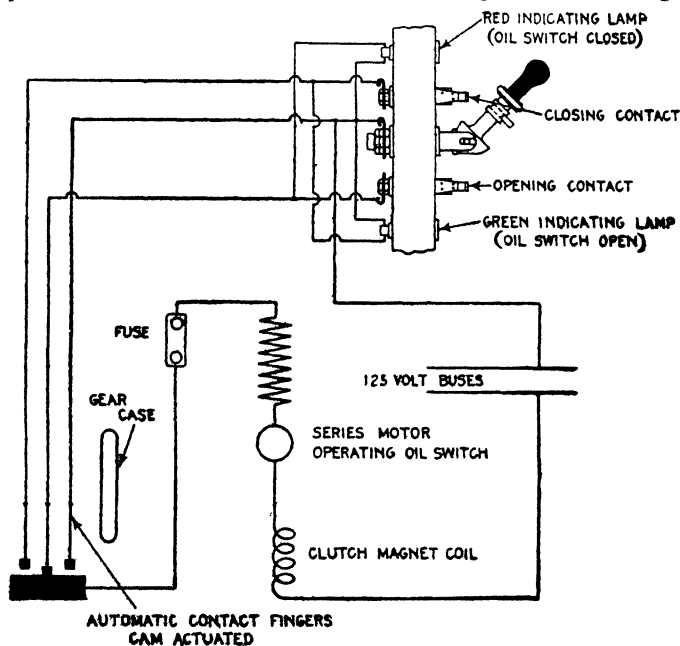 RED INDICATING LAMP
(OIL SWITCH CLOSED)
CLOSING CONTACT
OPENING CONTACT
GREEN INDICATING LAMP
(OIL SWITCH OPEN)
FUSE
125 VOLT BUSES
GEAR
CASE
SERIES MOTOR
OPERATING OIL SWITCH
CLUTCH MAGNET COIL
AUTOMATIC CONTACT FINGERS
CAM ACTUATED